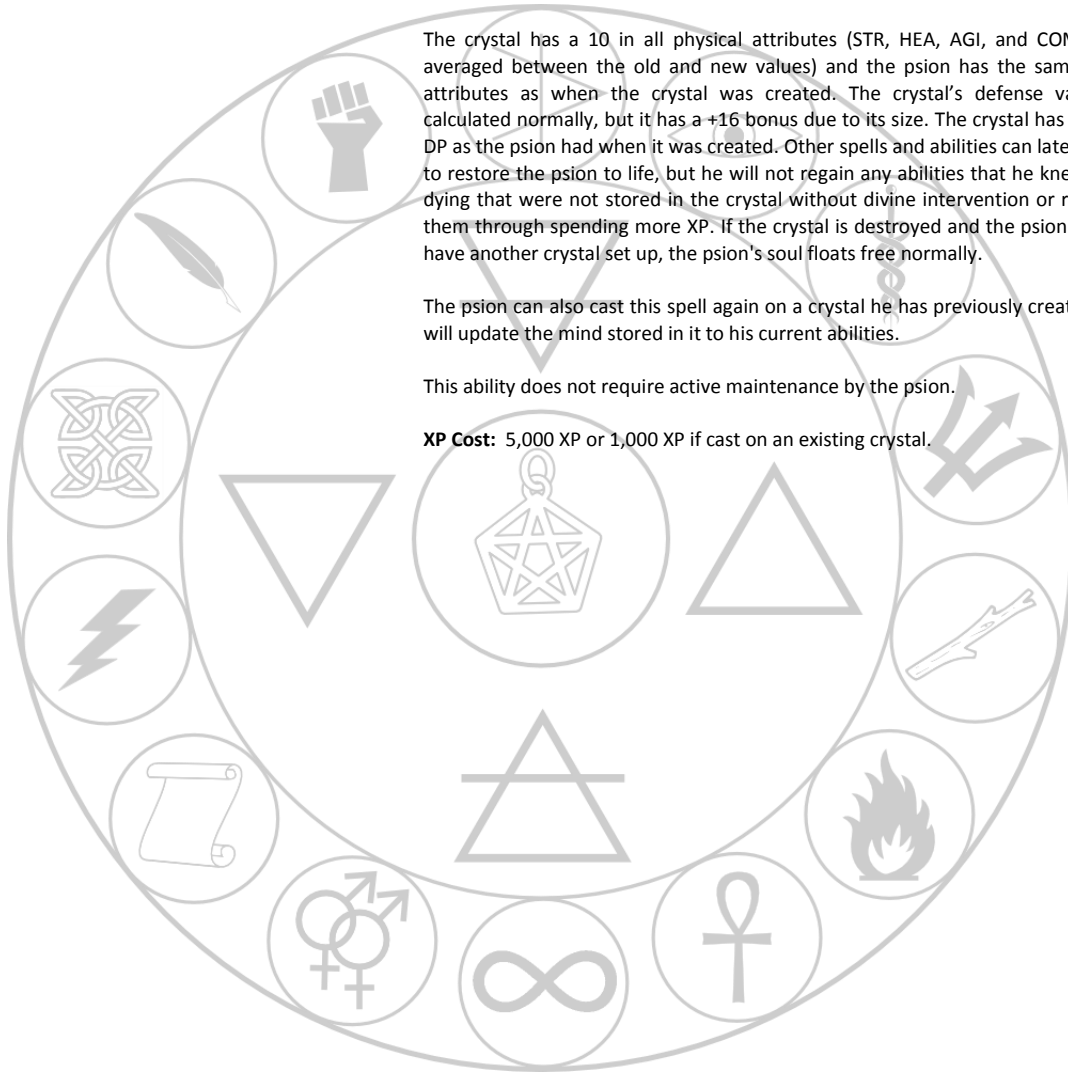 The crystal has a 10 in all physical attributes (STR, HEA, AGI, and COM
averaged between the old and new values) and the psion has the sam
attributes as when the crystal was created. The crystal's defense va
calculated normally, but it has a +16 bonus due to its size. The crystal has
DP as the psion had when it was created. Other spells and abilities can late
to restore the psion to life, but he will not regain any abilities that he kne
dying that were not stored in the crystal without divine intervention or r
them through spending more XP. If the crystal is destroyed and the psion
have another crystal set up, the psion's soul floats free normally.
The psion can also cast this spell again on a crystal he has previously creat
will update the mind stored in it to his current abilities.
This ability does not require active maintenance by the psion.
XP Cost: 5,000 XP or 1,000 XP if cast on an existing crystal.